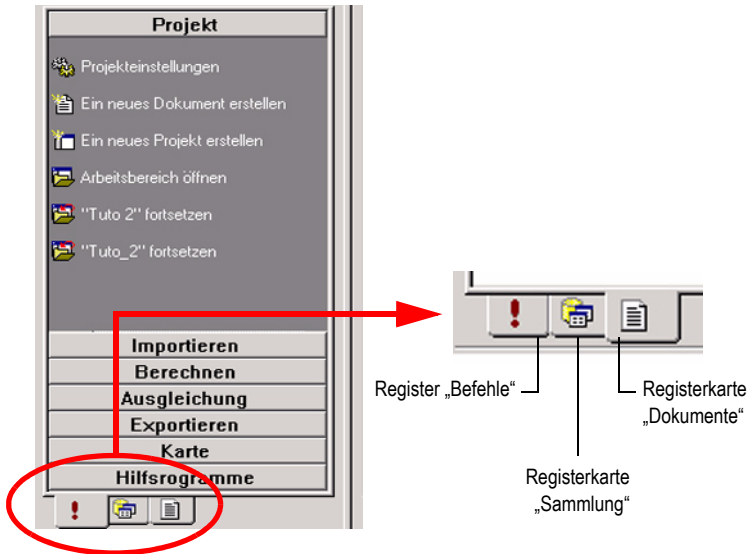 Projekt
Projekteinstellungen
Ein neues Dokument erstellen
Ein neues Projekt erstellen
Arbeitsbereich öffnen
"Tuto 2" fortsetzen
"Tuto_2" fortsetzen
Importieren
Berechnen
Ausgleichung
Exportieren
Karte
Hilfsrogramme
Register „Befehle“
Registerkarte
„Sammlung“
Registerkarte
„Dokumente“